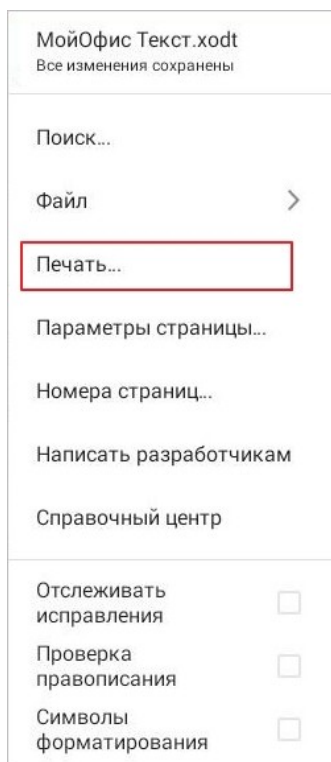 МойОфис Текст.xodt
Все изменения сохранены
Поиск...
Файл
Печать...
Параметры страницы...
Номера страниц...
Написать разработчикам
Справочный центр
Отслеживать
исправления
Проверка
правописания
Символы
форматирования